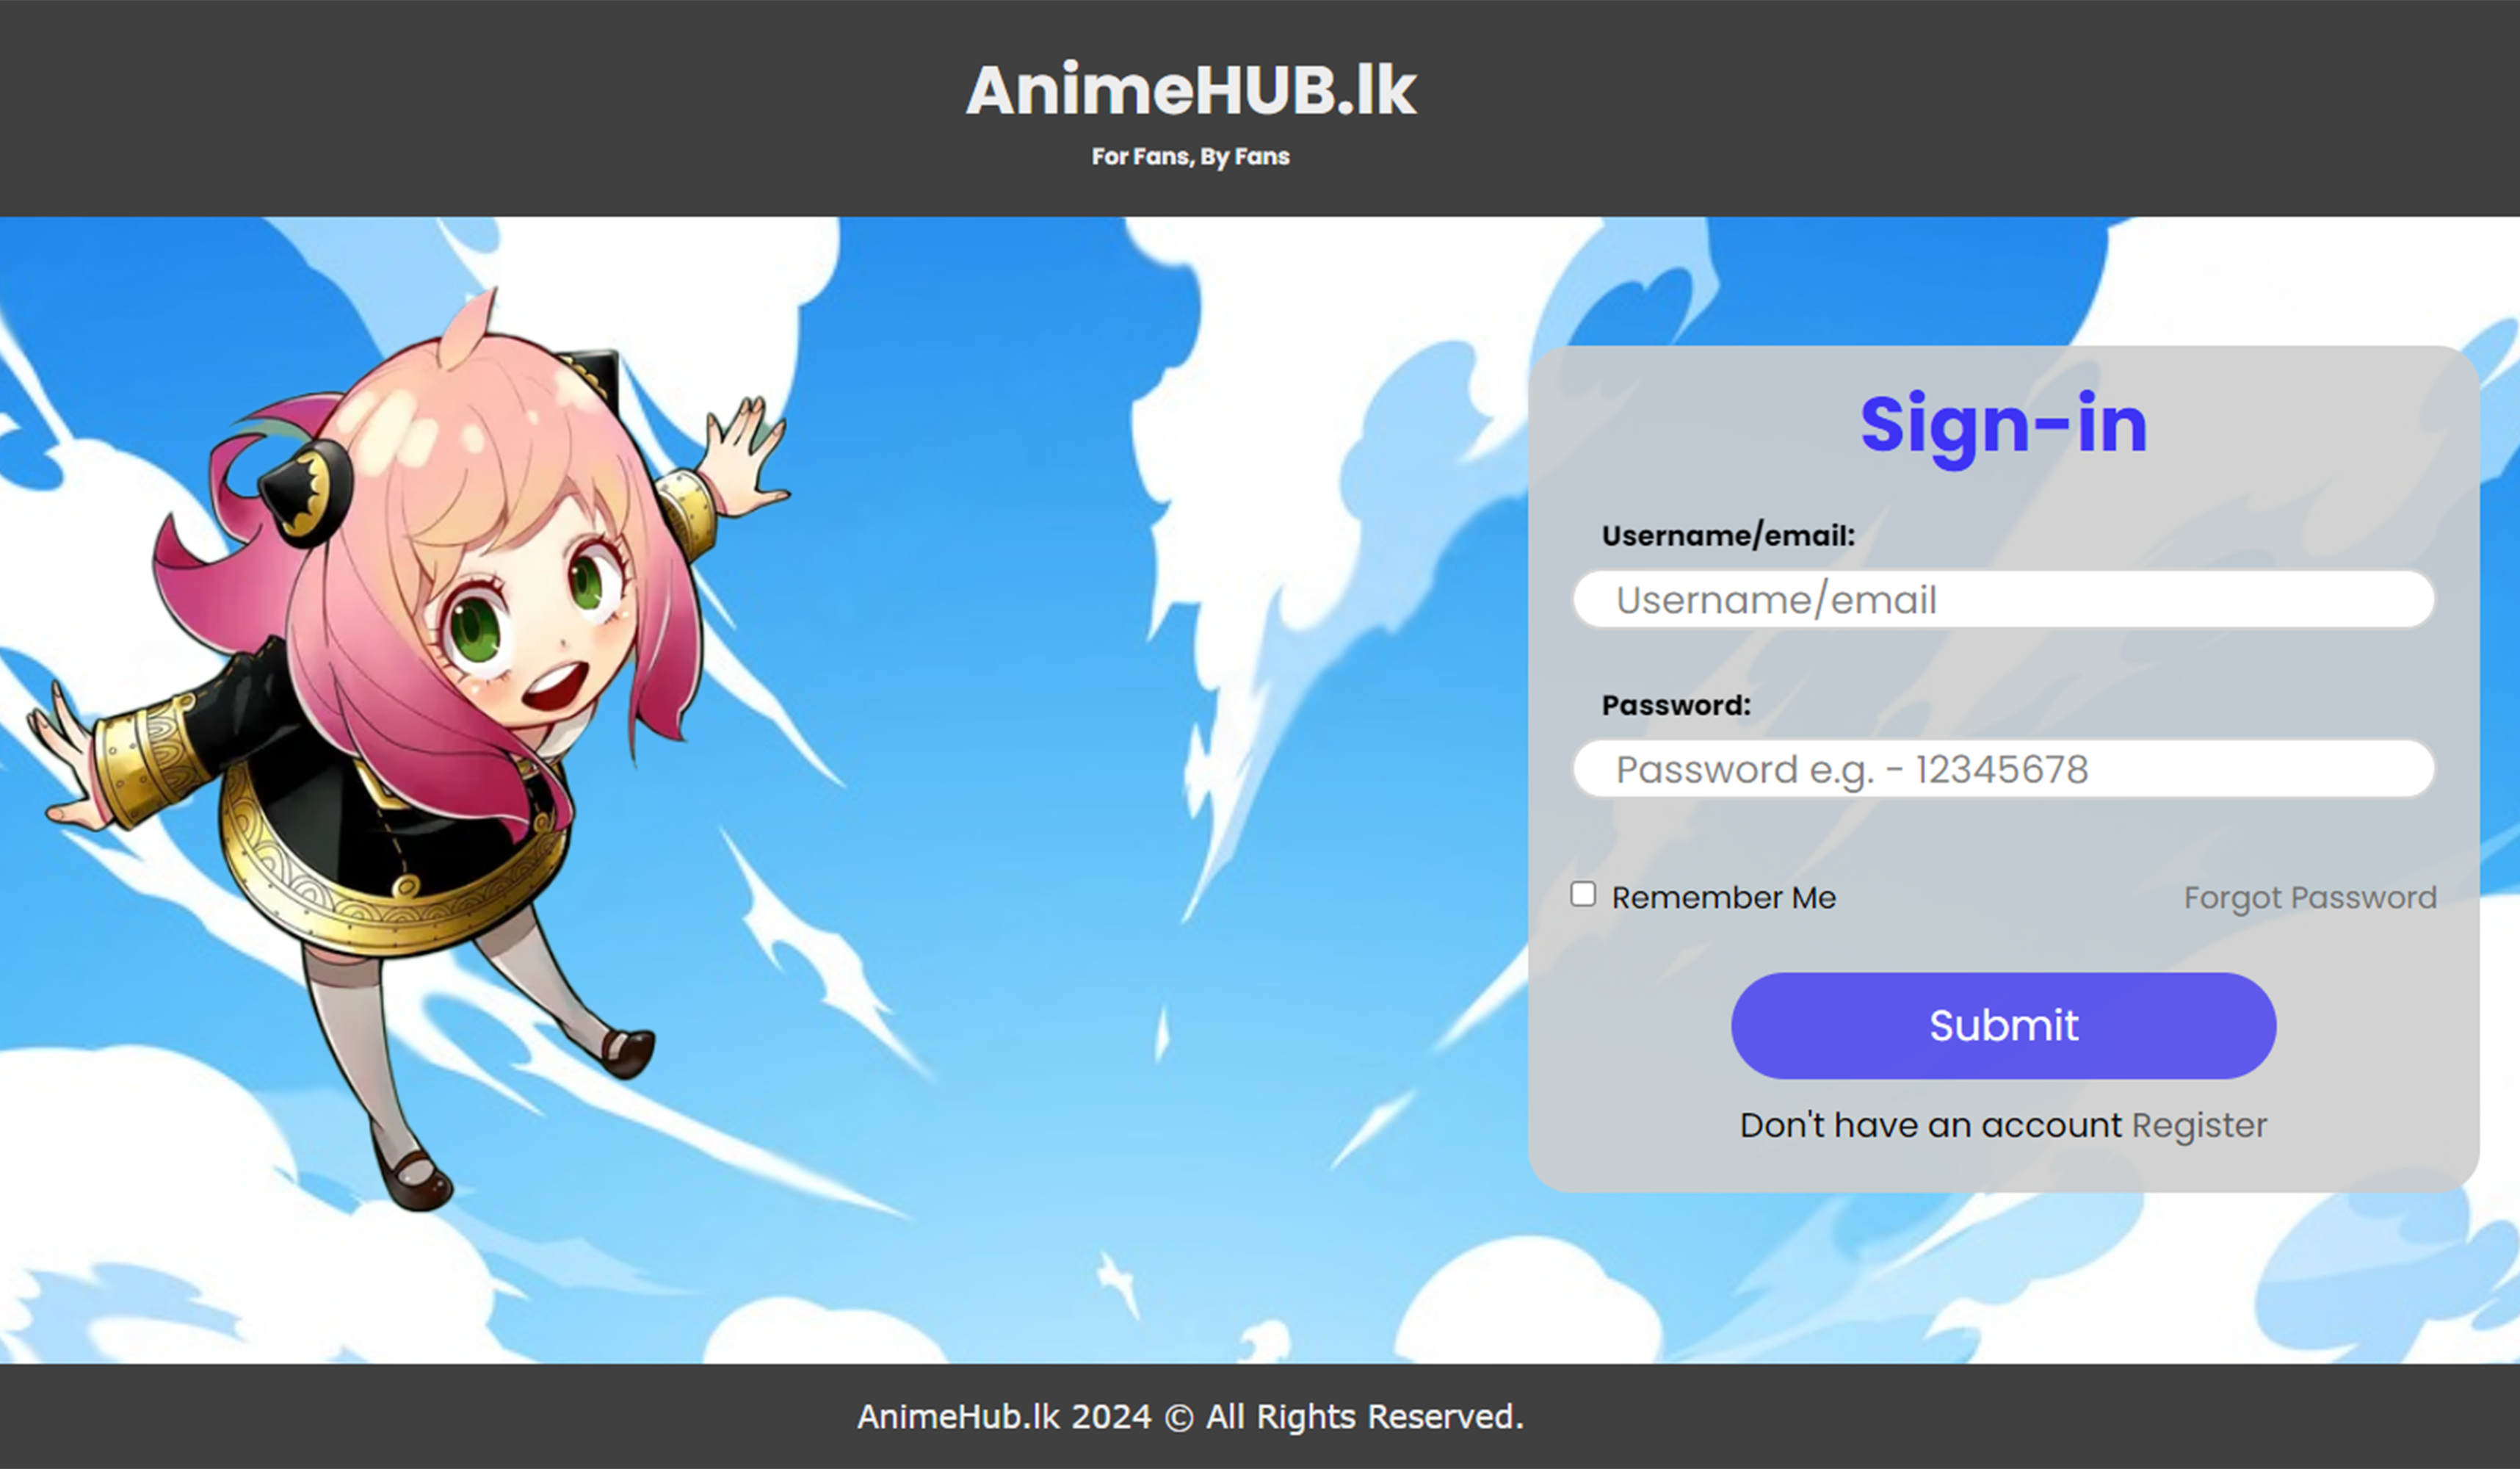 AnimeHUB.lk
For Fans, By Fans
Sign-in
Username/email:
Username/email
Password:
Password e.g. - 12345678
Remember Me
Forgot Password
Submit
Don't have an account Register
AnimeHub.lk 2024 © All Rights Reserved.